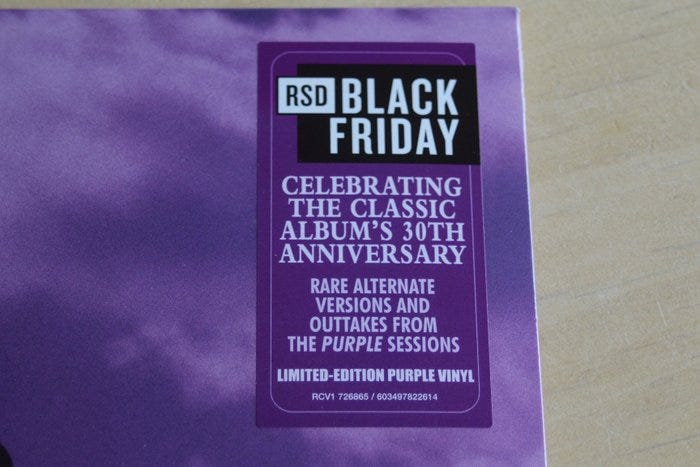 RSD BLACK
FRIDAY
CELEBRATING
THE CLASSIC
ALBUM'S 30TH
ANNIVERSARY
RARE ALTERNATE
VERSIONS AND
OUTTAKES FROM
THE PURPLE SESSIONS
LIMITED-EDITION PURPLE VINYL
RCV1 726865 / 603497822614